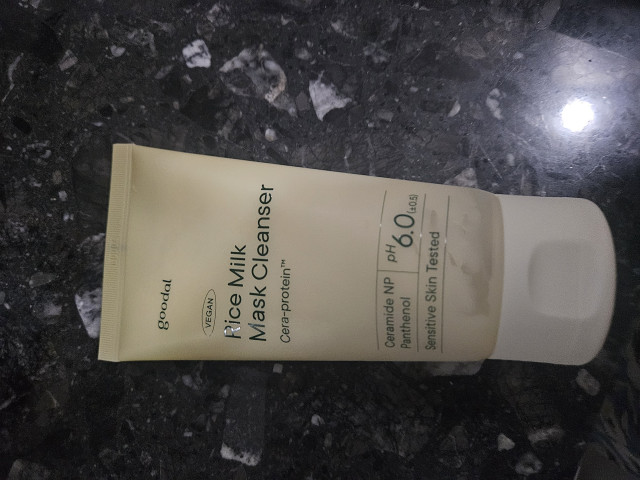 goodal
VEGAN
Rice Milk
Mask Cleanser
Cera-protein™
Ceramide NP
Panthenol
pH 6.0 (±0.5)
Sensitive Skin Tested